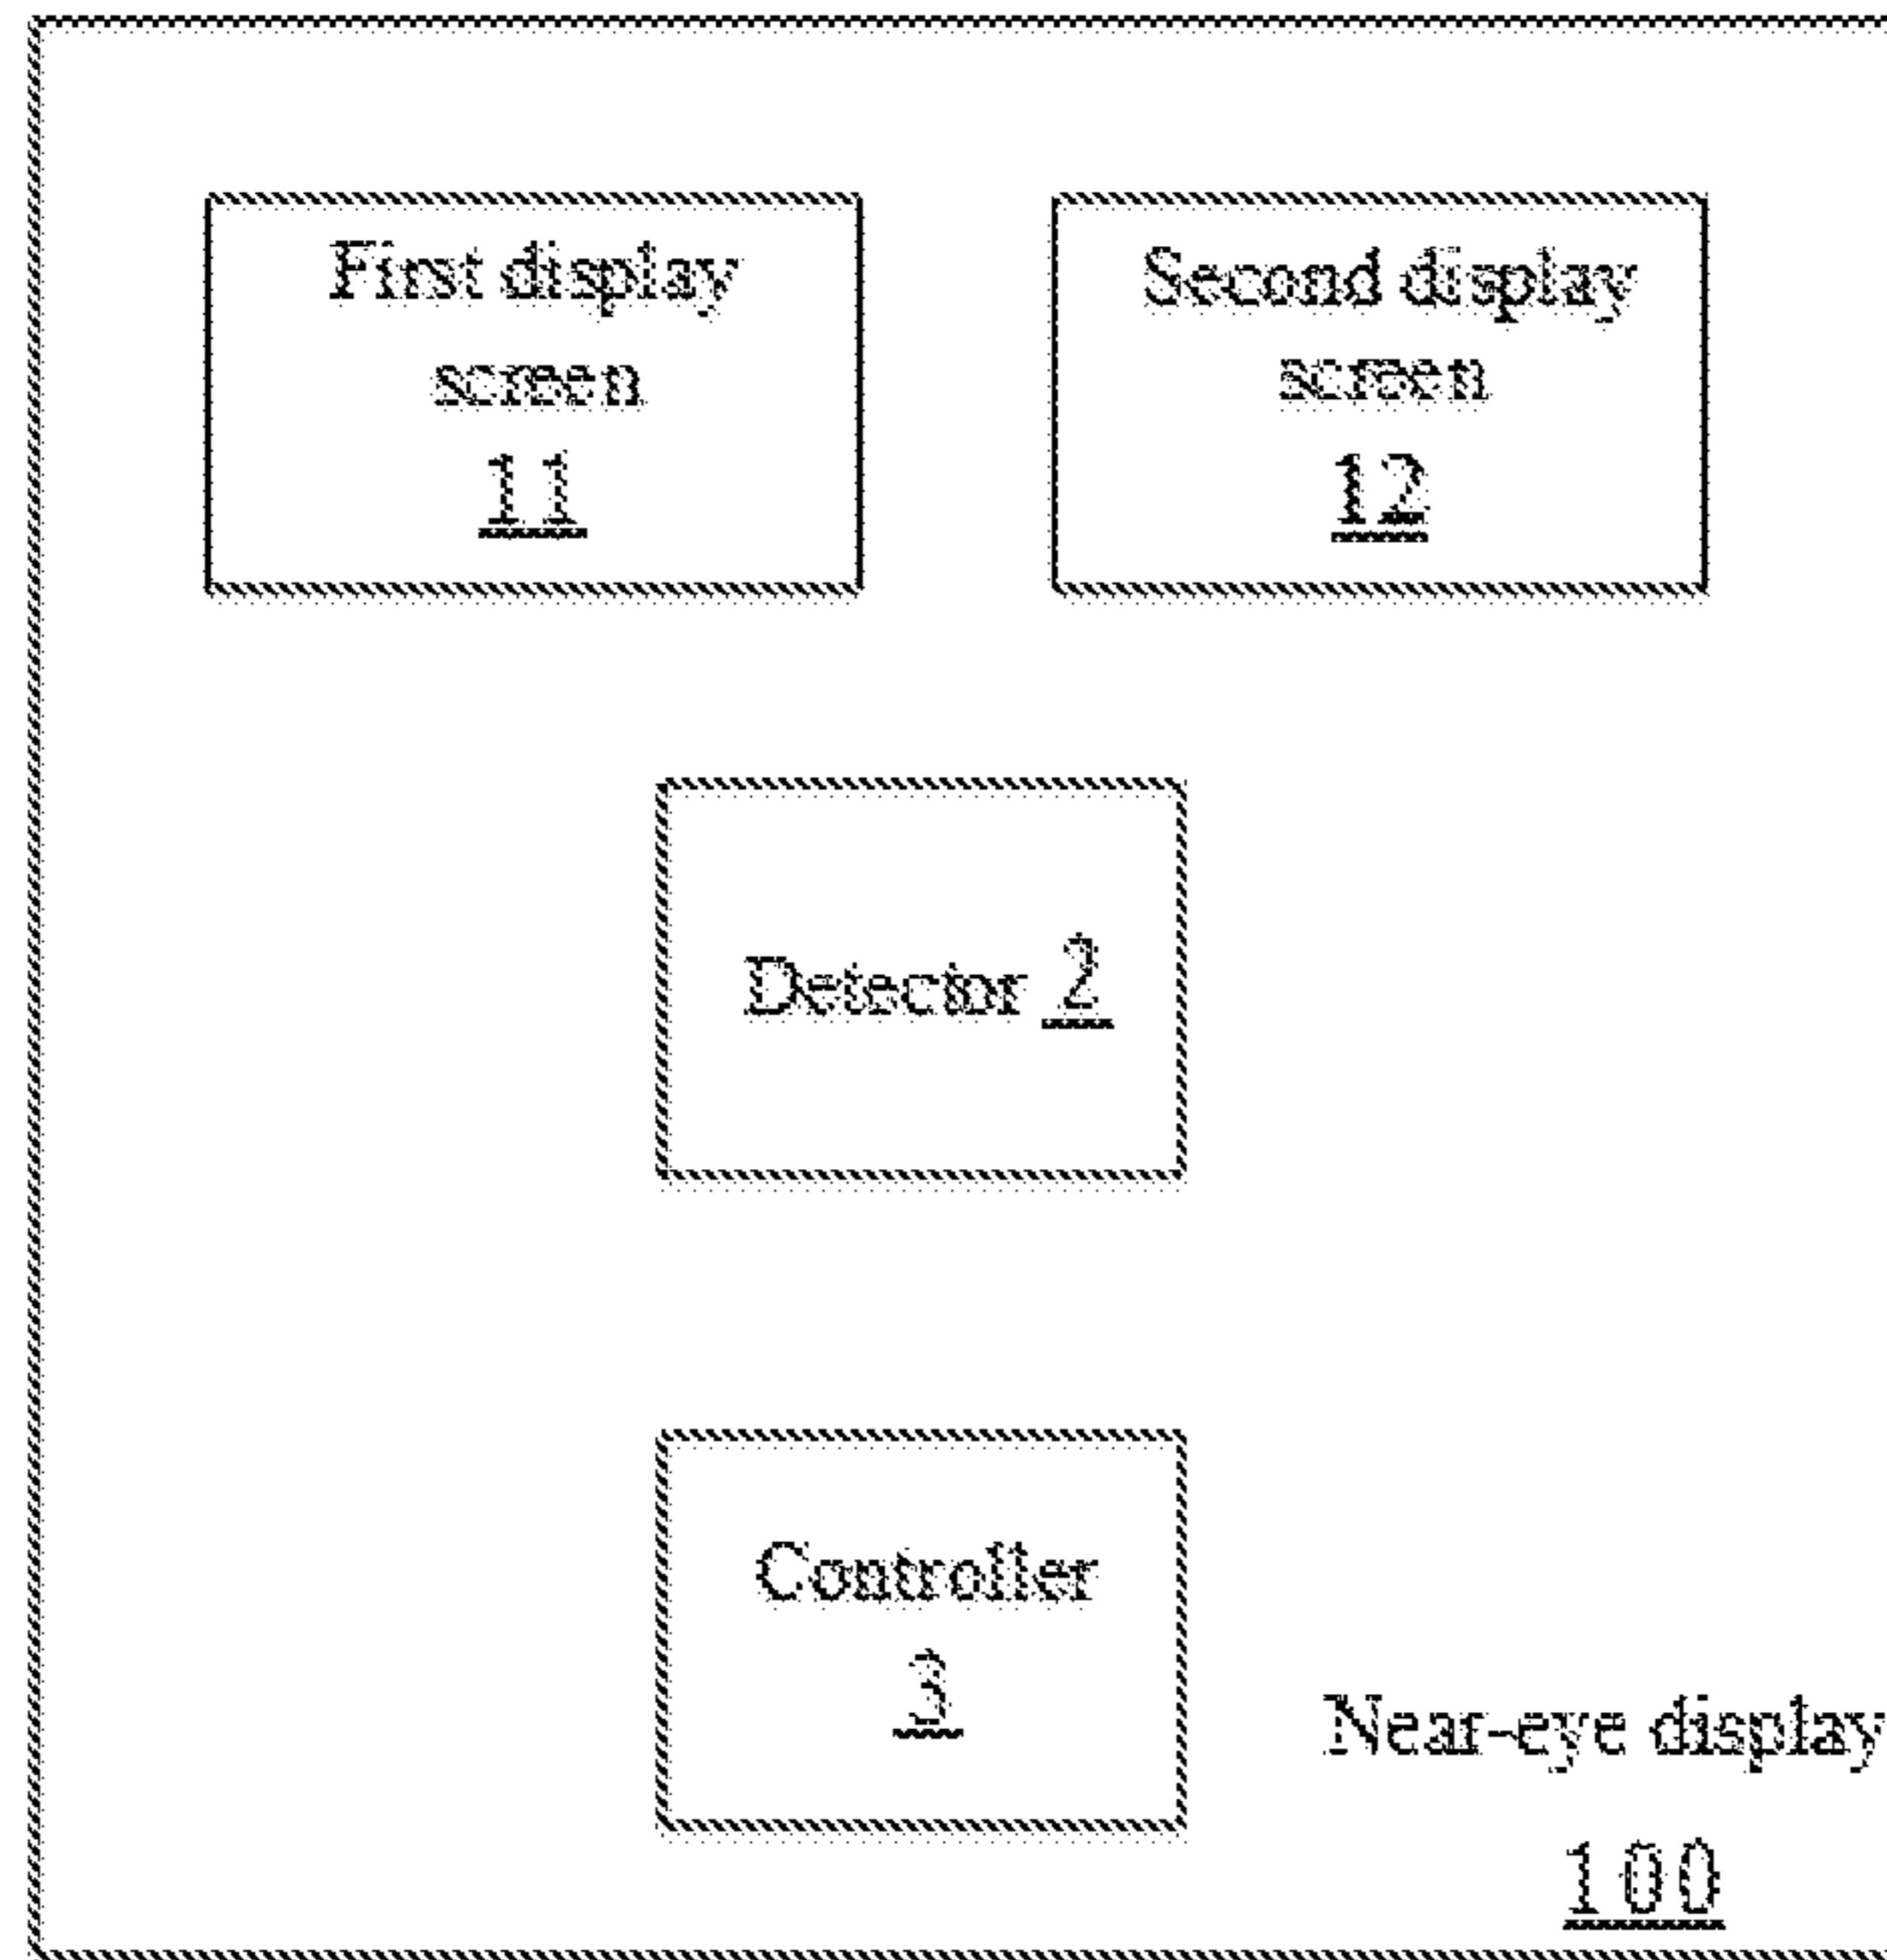 First display
screen
11
Second display
screen
12
Detector 2
Controller
3
Near-eye display
100